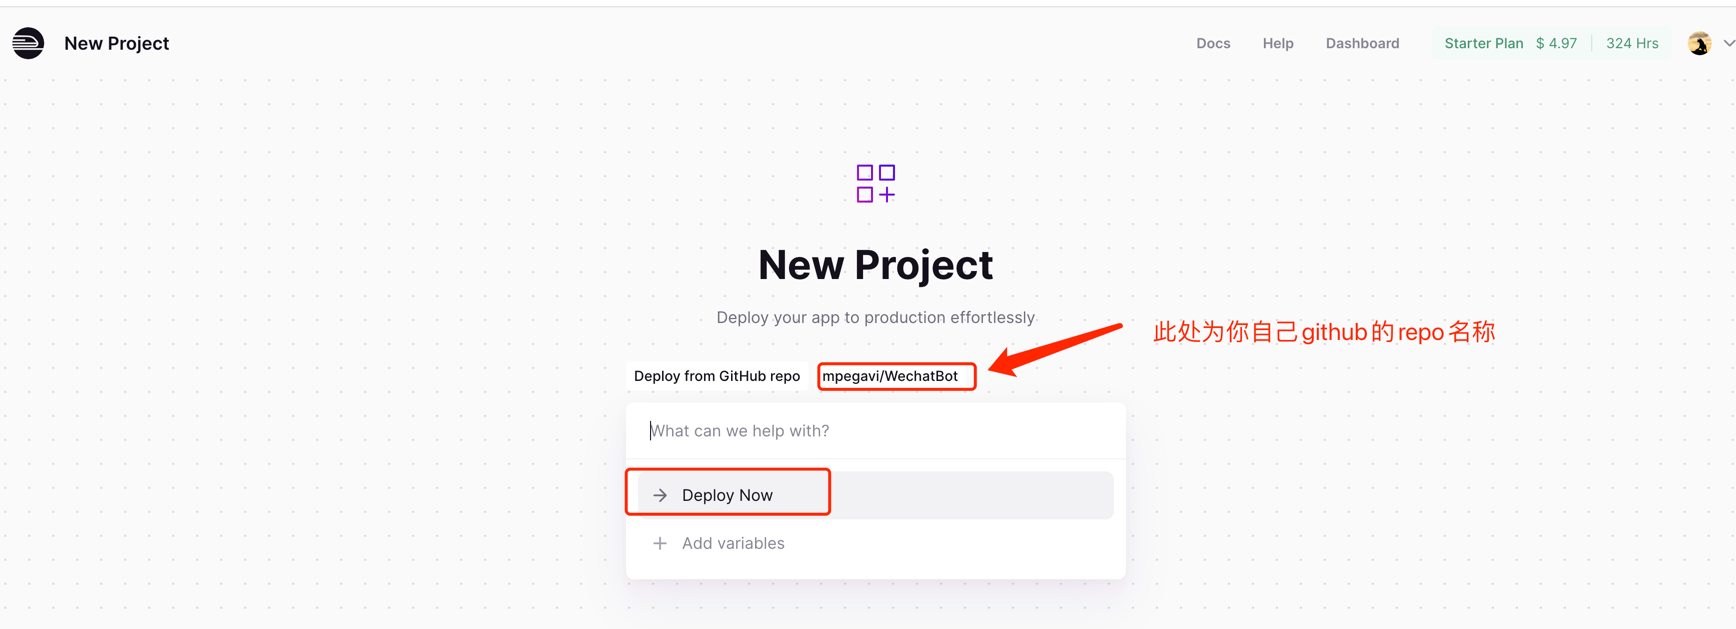 New Project
Docs
Help
Dashboard
Starter Plan $ 4.97
324 Hrs
New Project
Deploy your app to production effortlessly
此处为你自己github的repo名称
Deploy from GitHub repo
mpegavi/WechatBot
What can we help with?
Deploy Now
Add variables